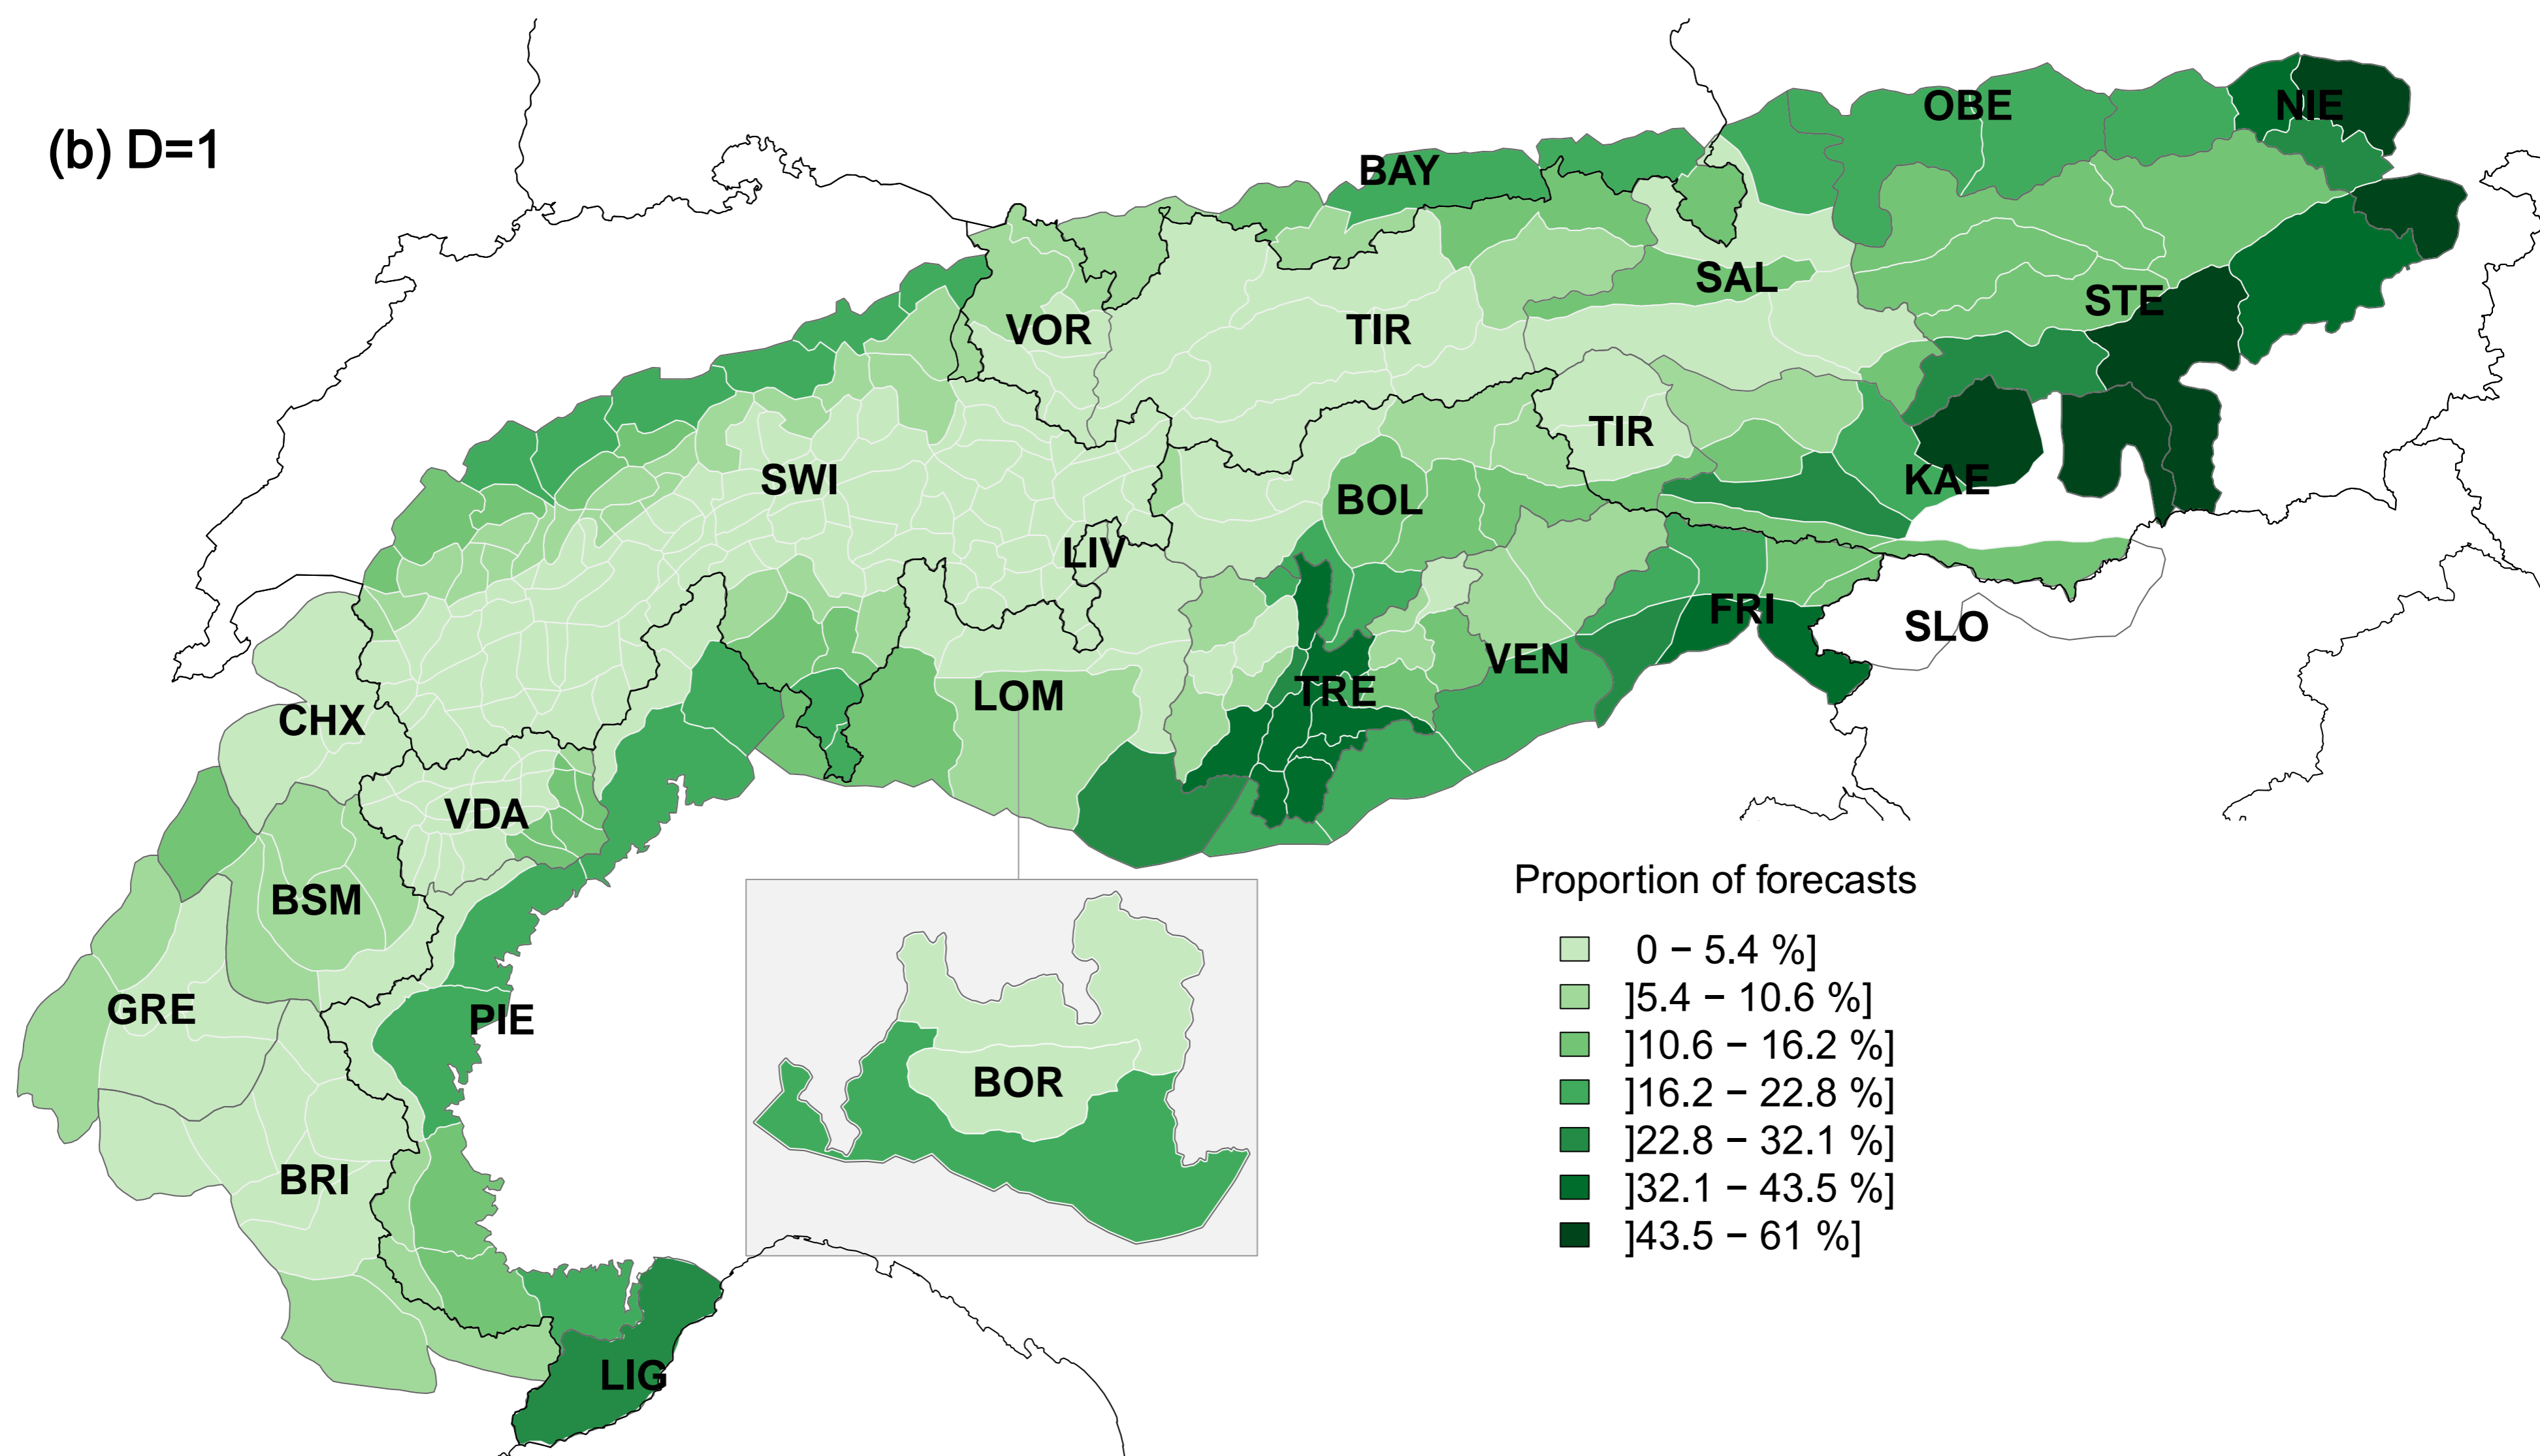 (b) D=1
OBE
NIE
BAY
SAL
STE
VOR
TIR
TIR
SWI
BOL
KAE
LIV
FRI
SLO
VEN
LOM
TRE
CHX
VDA
BSM
GRE
PIE
BOR
BRI
LIG
Proportion of forecasts
0 − 5.4 %]
]5.4 − 10.6 %]
]10.6 − 16.2 %]
]16.2 − 22.8 %]
]22.8 − 32.1 %]
]32.1 − 43.5 %]
]43.5 − 61 %]